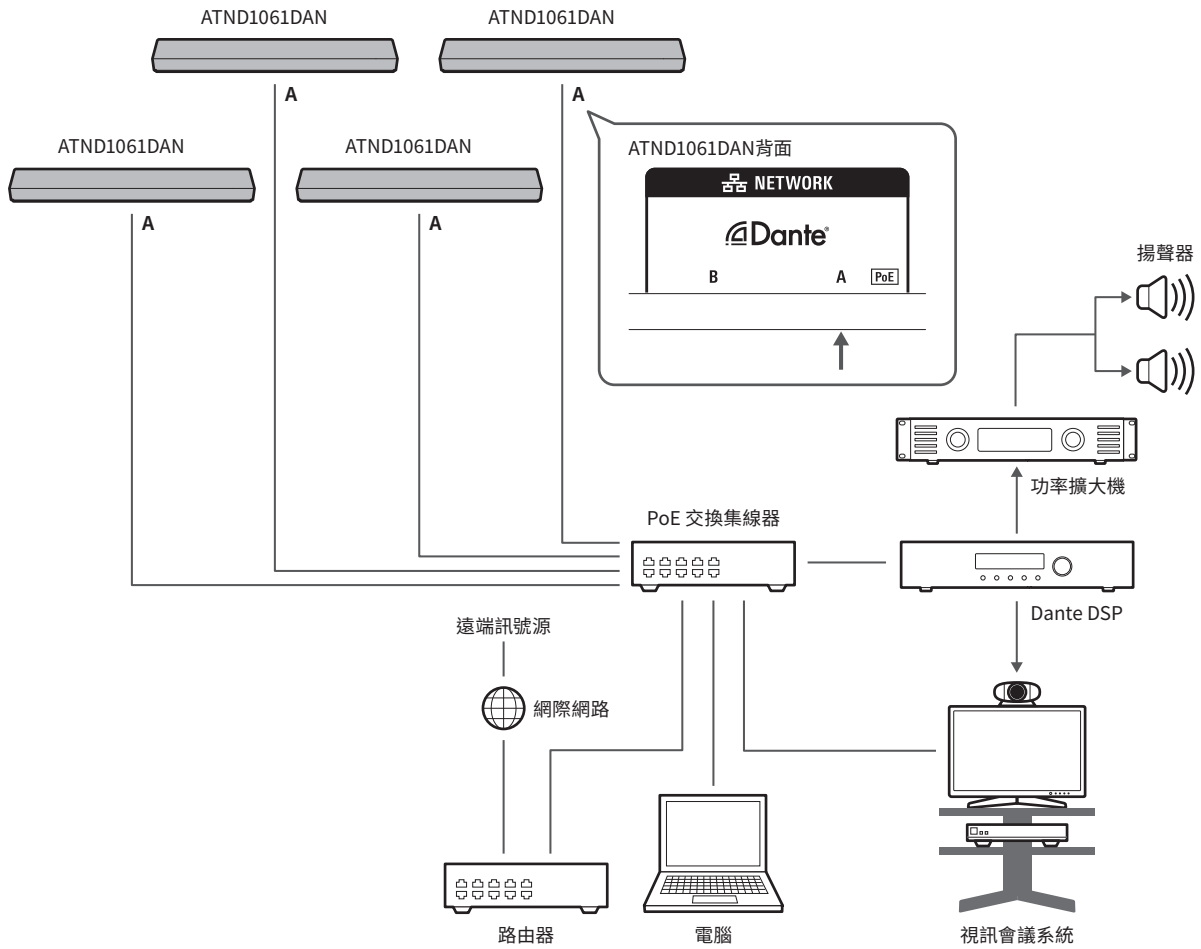 ATND1061DAN
ATND1061DAN
A
A
ATND1061DAN
ATND1061DAN
A
A
ATND1061DAN背面
NETWORK
Dante®
B
A
PoE
揚聲器
功率擴大機
PoE 交換集線器
Dante DSP
遠端訊號源
網際網路
路由器
電腦
視訊會議系統